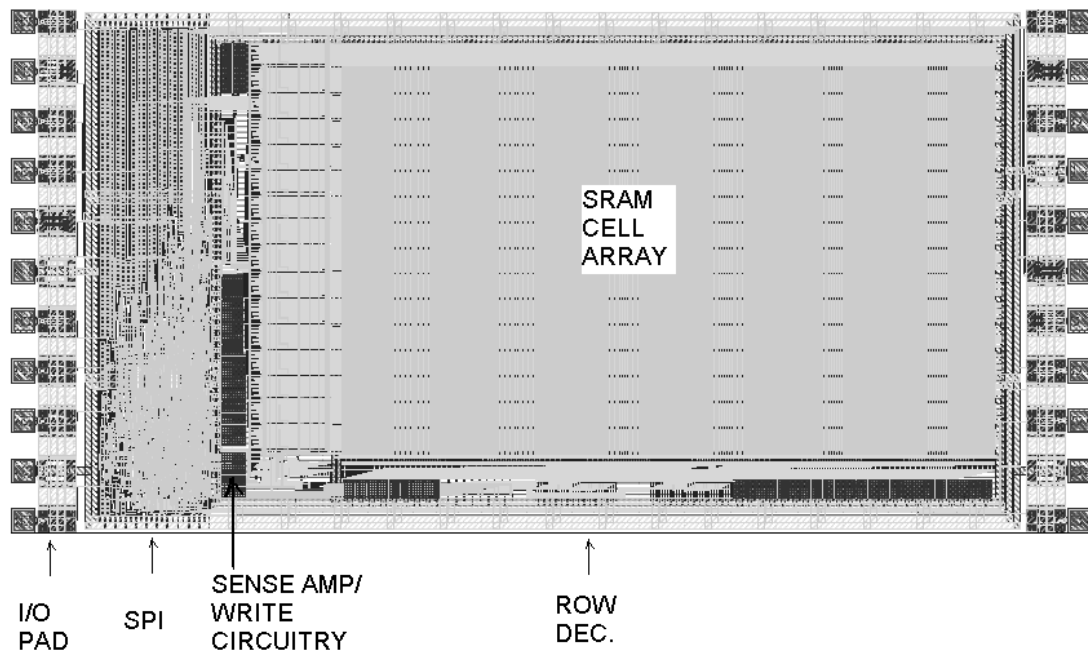 SRAM
CELL
ARRAY
I/O
PAD
SPI
SENSE AMP/
WRITE
CIRCUITRY
ROW
DEC.